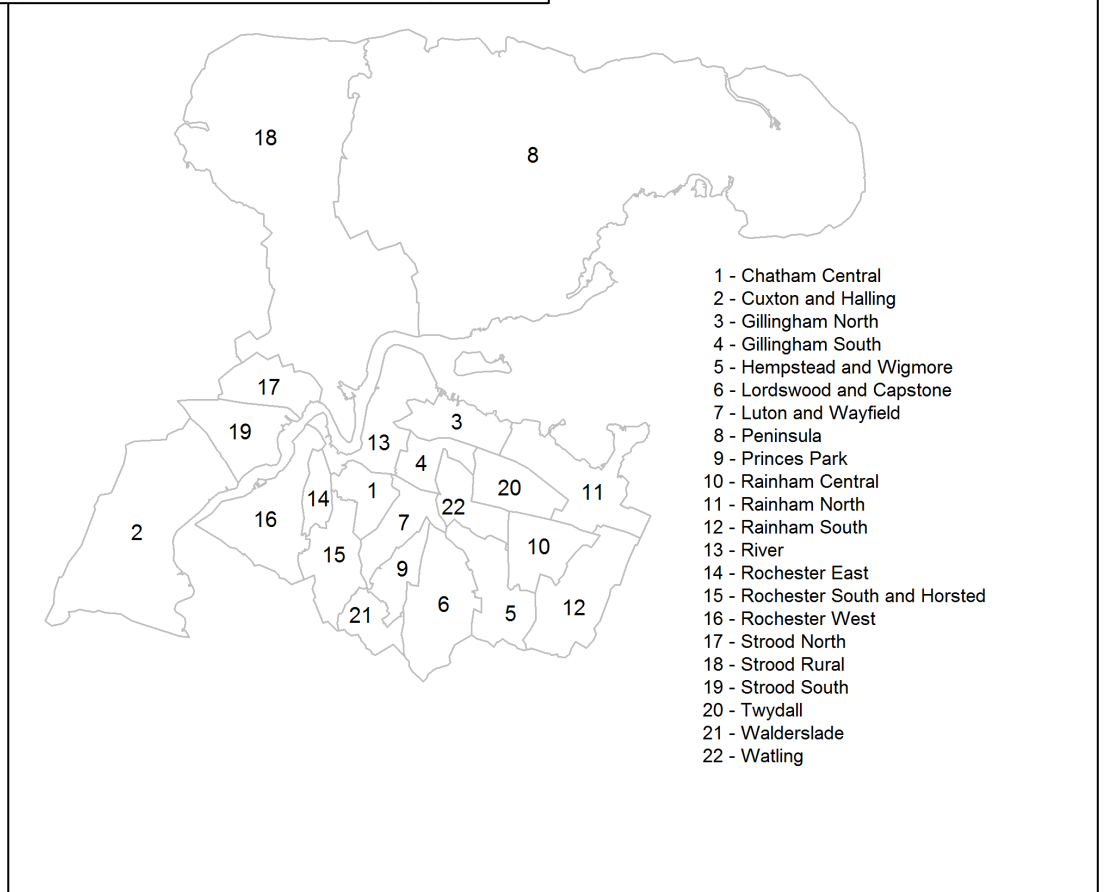 18
8
17
19
3
13
4
1
20
11
14
22
16
7
2
10
15
9
6
12
5
21
1 - Chatham Central
2 - Cuxton and Halling
3 - Gillingham North
4 - Gillingham South
5 - Hempstead and Wigmore
6 - Lordswood and Capstone
7 - Luton and Wayfield
8 - Peninsula
9 - Princes Park
10 - Rainham Central
11 - Rainham North
12 - Rainham South
13 - River
14 - Rochester East
15 - Rochester South and Horsted
16 - Rochester West
17 - Strood North
18 - Strood Rural
19 - Strood South
20 - Twydall
21 - Walderslade
22 - Watling